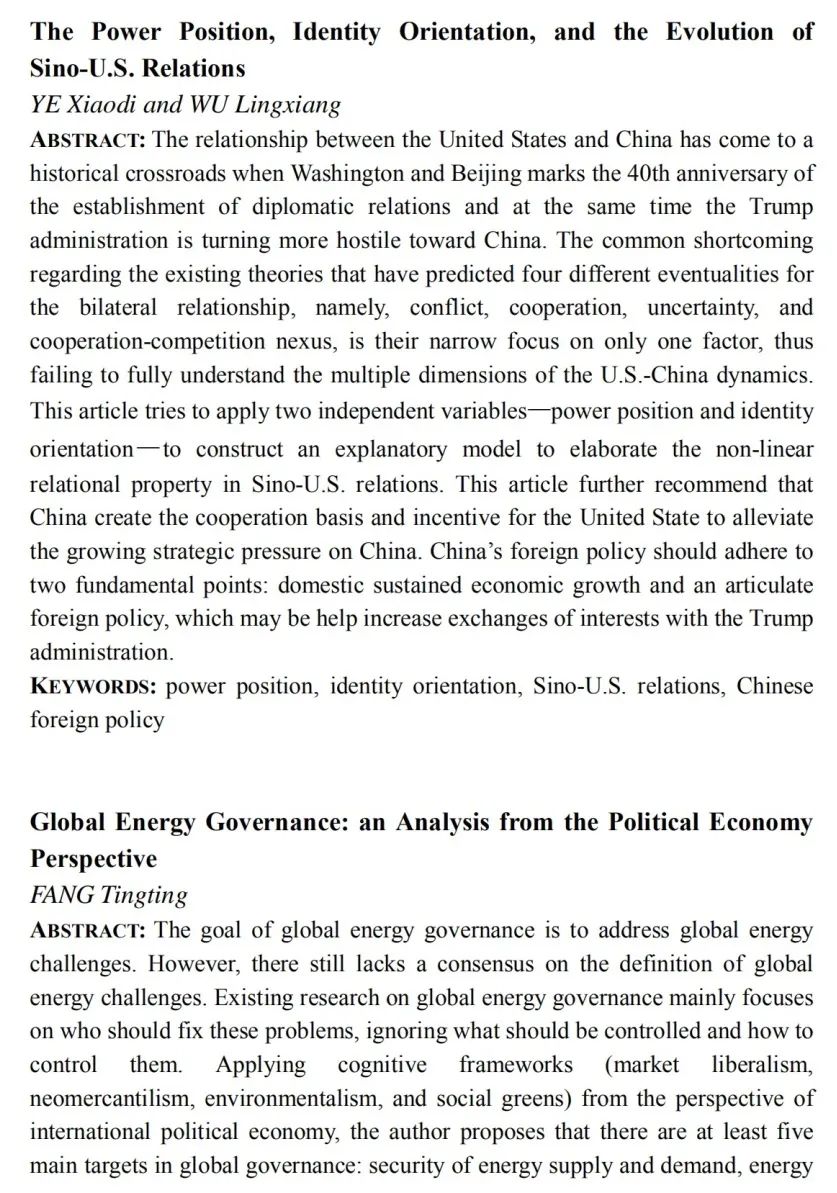 The Power Position, Identity Orientation, and the Evolution of
Sino-U.S. Relations
YE Xiaodi and WU Lingxiang
ABSTRACT: The relationship between the United States and China has come to a
historical crossroads when Washington and Beijing marks the 40th anniversary of
the establishment of diplomatic relations and at the same time the Trump
administration is turning more hostile toward China. The common shortcoming
regarding the existing theories that have predicted four different eventualities for
the bilateral relationship, namely, conflict, cooperation, uncertainty, and
cooperation-competition nexus, is their narrow focus on only one factor, thus
failing to fully understand the multiple dimensions of the U.S.-China dynamics.
This article tries to apply two independent variables—power position and identity
orientation—to construct an explanatory model to elaborate the non-linear
relational property in Sino-U.S. relations. This article further recommend that
China create the cooperation basis and incentive for the United State to alleviate
the growing strategic pressure on China. China’s foreign policy should adhere to
two fundamental points: domestic sustained economic growth and an articulate
foreign policy, which may be help increase exchanges of interests with the Trump
administration.
KEYWORDS: power position, identity orientation, Sino-U.S. relations, Chinese
foreign policy
Global Energy Governance: an Analysis from the Political Economy
Perspective
FANG Tingting
ABSTRACT: The goal of global energy governance is to address global energy
challenges. However, there still lacks a consensus on the definition of global
energy challenges. Existing research on global energy governance mainly focuses
on who should fix these problems, ignoring what should be controlled and how to
control them. Applying cognitive frameworks (market liberalism,
neomercantilism, environmentalism, and social greens) from the perspective of
international political economy, the author proposes that there are at least five
main targets in global governance: security of energy supply and demand, energy